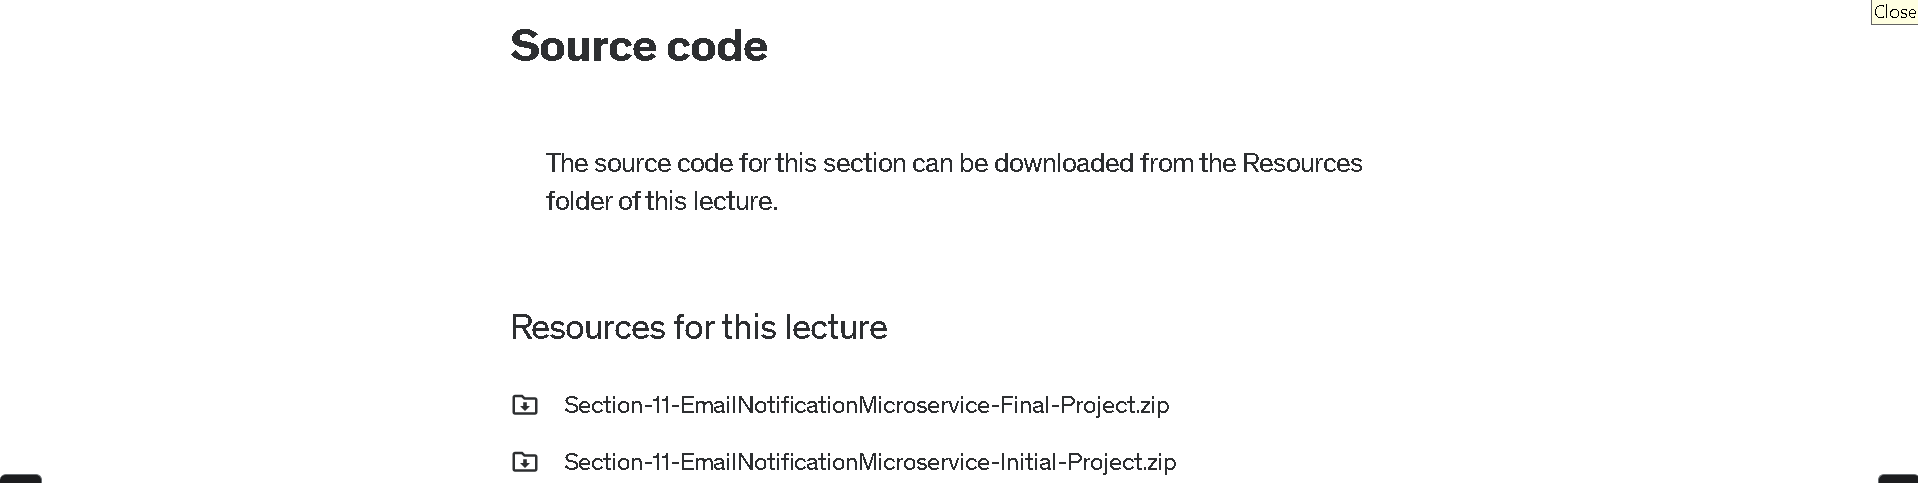 Close
Source code
The source code for this section can be downloaded from the Resources
folder of this lecture.
Resources for this lecture
Section-11-EmailNotificationMicroservice-Final-Project.zip
Section-11-EmailNotificationMicroservice-Initial-Project.zip